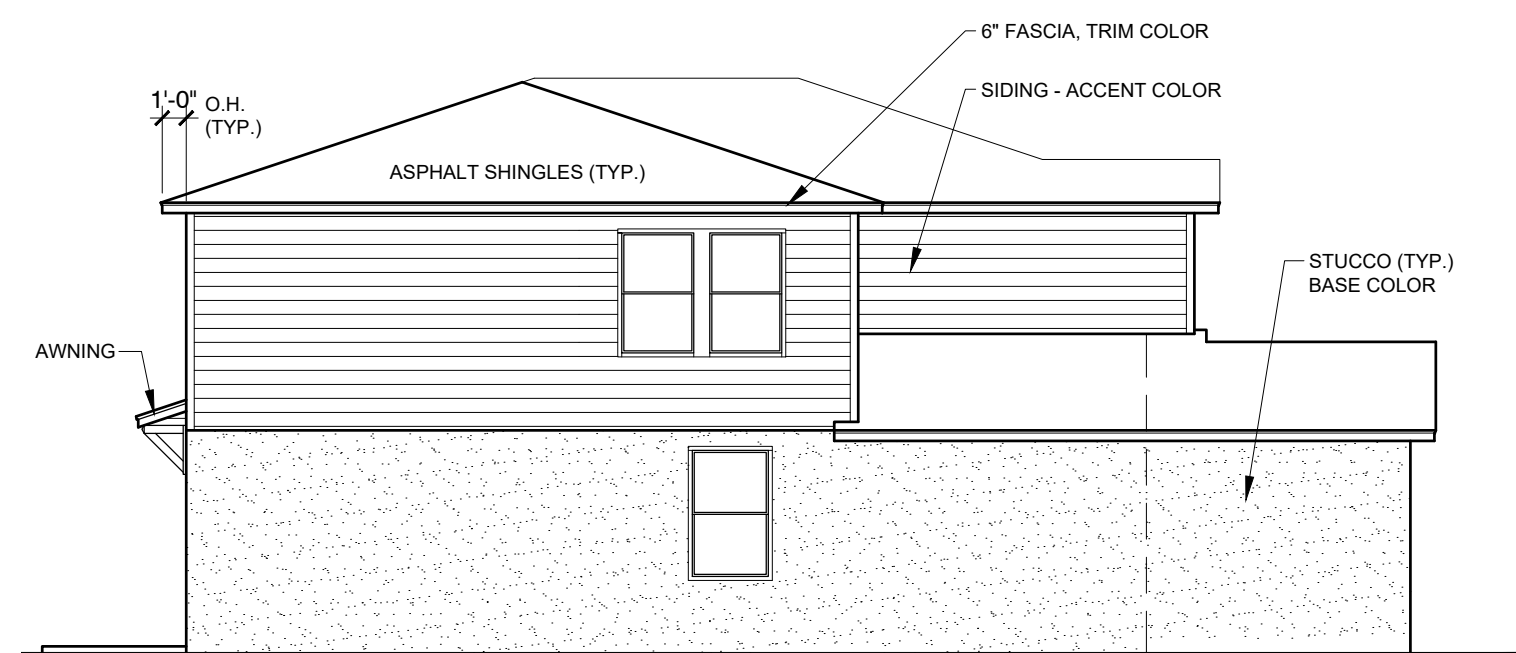 6" FASCIA, TRIM COLOR
SIDING - ACCENT COLOR
1'-0" O.H.
(TYP.)
ASPHALT SHINGLES (TYP.)
STUCCO (TYP.)
BASE COLOR
AWNING